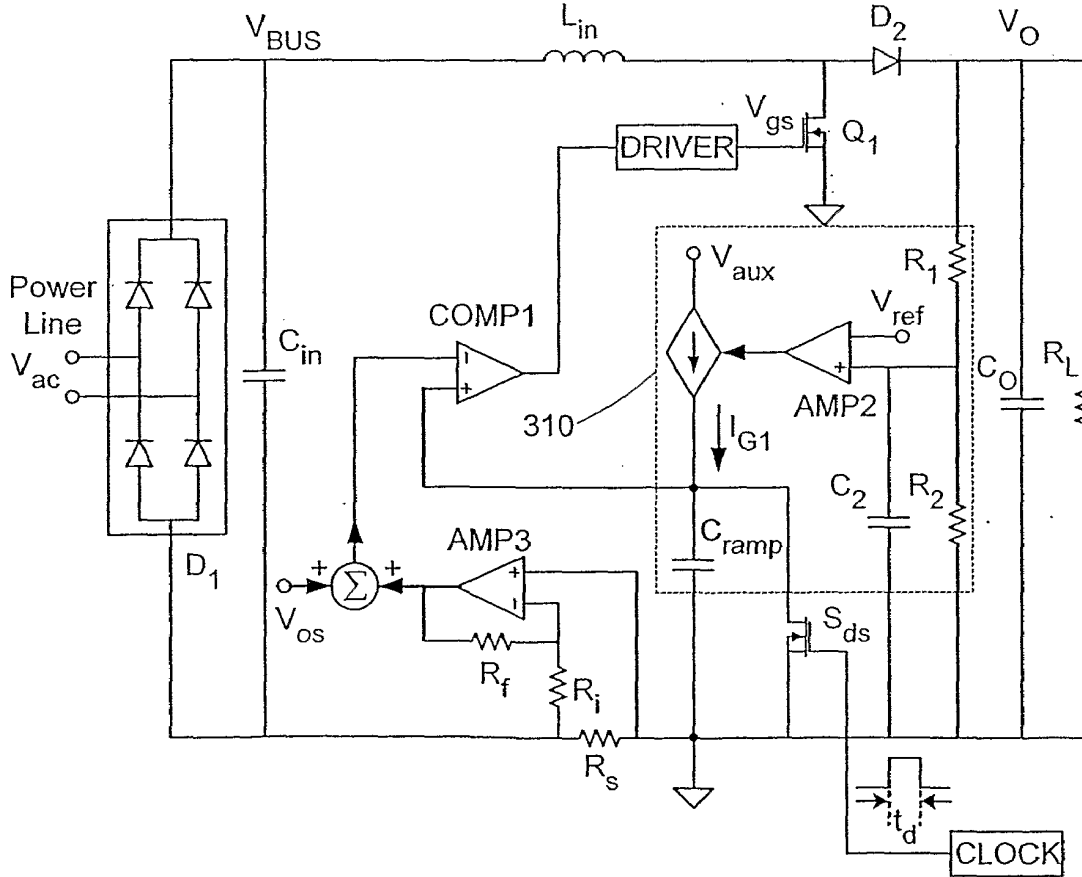 V_BUS
L_in
D_2
V_O
V_gs
DRIVER
Q_1
V_aux
R_1
Power
Line
V_ac
C_in
COMP1
V_ref
+
AMP2
C_O
R_L
310
I_G1
-
+
C_2
R_2
C_ramp
D_1
AMP3
+
+
Σ
+
-
V_os
R_f
R_i
S_ds
R_s
t_d
CLOCK